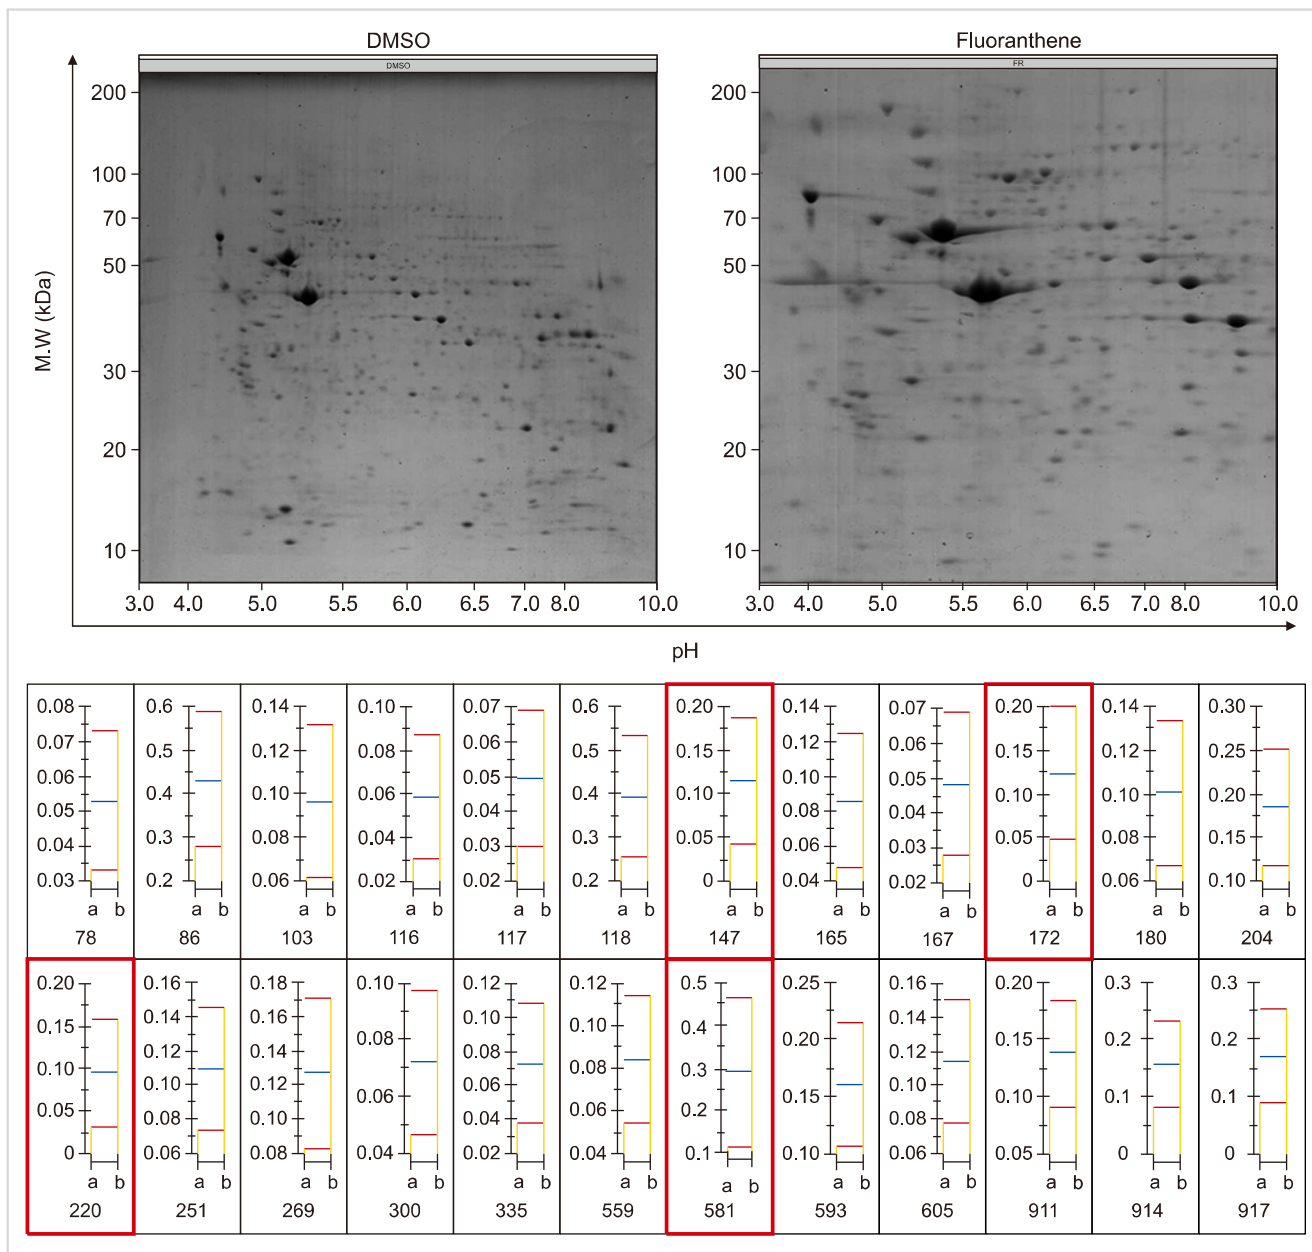 DMSO
Fluoranthene
DMSO
FR
M.W (kDa)
200
100
70
50
30
20
10
200
100
70
50
30
20
10
3.0 4.0 5.0 5.5 6.0 6.5 7.0 8.0 10.0
3.0 4.0 5.0 5.5 6.0 6.5 7.0 8.0 10.0
pH
0.08 0.07 0.06 0.05 0.04 0.03
a b
78
0.6 0.5 0.4 0.3 0.2
a b
86
0.14 0.12 0.10 0.08 0.06
a b
103
0.10 0.08 0.06 0.04 0.02
a b
116
0.07 0.06 0.05 0.04 0.03 0.02
a b
117
0.6 0.5 0.4 0.3 0.2
a b
118
0.20 0.15 0.10 0.05 0
a b
147
0.14 0.12 0.10 0.08 0.06 0.04
a b
165
0.07 0.06 0.05 0.04 0.03 0.02
a b
167
0.20 0.15 0.10 0.05 0
a b
172
0.14 0.12 0.10 0.08 0.06
a b
180
0.30 0.25 0.20 0.15 0.10
a b
204
0.20 0.15 0.10 0.05 0
a b
220
0.16 0.14 0.12 0.10 0.08 0.06
a b
251
0.18 0.16 0.14 0.12 0.10 0.08
a b
269
0.10 0.08 0.06 0.04
a b
300
0.12 0.10 0.08 0.06 0.04 0.02
a b
335
0.12 0.10 0.08 0.06 0.04
a b
559
0.5 0.4 0.3 0.2 0.1
a b
581
0.25 0.20 0.15 0.10
a b
593
0.16 0.14 0.12 0.10 0.08 0.06
a b
605
0.20 0.15 0.10 0.05
a b
911
0.3 0.2 0.1 0
a b
914
0.3 0.2 0.1 0
a b
917